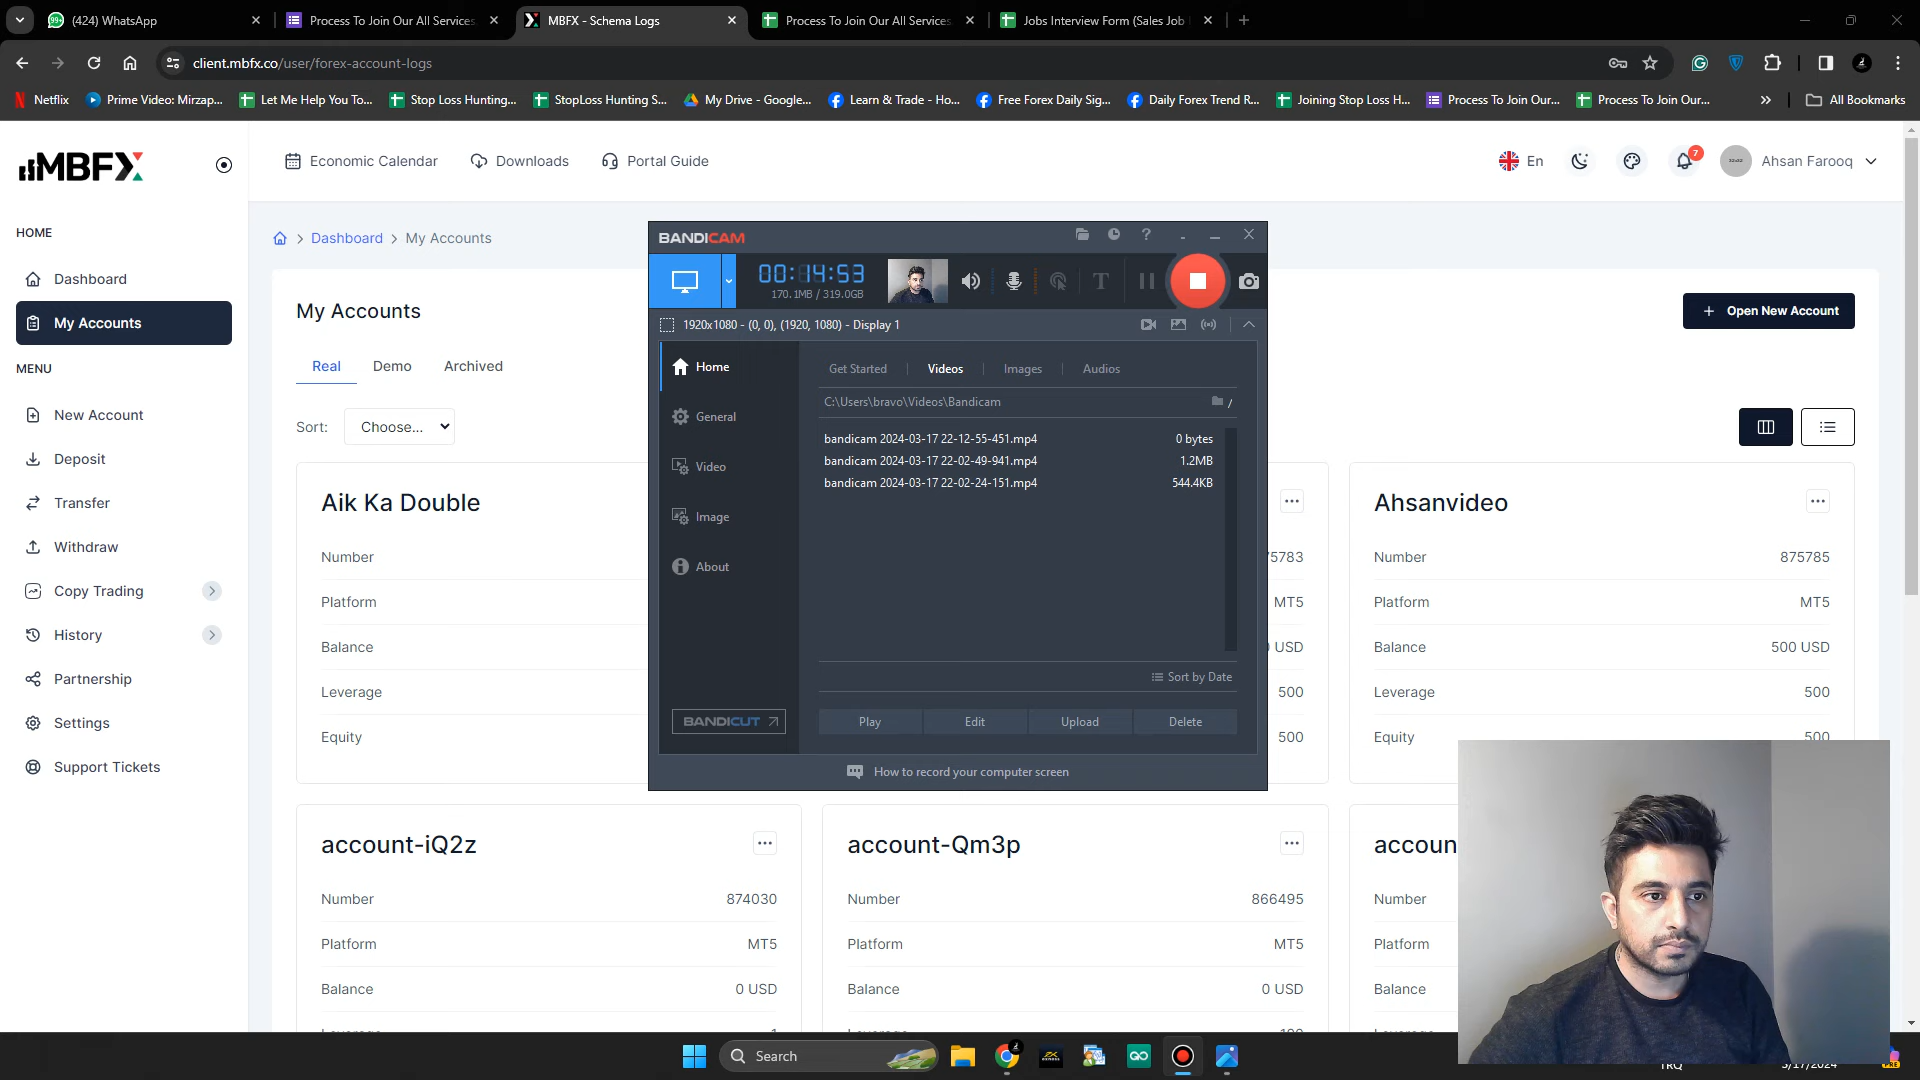 (424) WhatsApp
Process To Join Our All Services
MBFX - Schema Logs
Process To Join Our All Services
Jobs Interview Form (Sales Job
client.mbfx.co/user/forex-account-logs
Netflix
Prime Video: Mirzap...
Let Me Help You To...
Stop Loss Hunting...
StopLoss Hunting S...
My Drive - Google...
Learn & Trade - Ho...
Free Forex Daily Sig...
Daily Forex Trend R...
Joining Stop Loss H...
Process To Join Our...
Process To Join Our...
All Bookmarks
MBFX
Economic Calendar
Downloads
Portal Guide
En
7
Ahsan Farooq
HOME
Dashboard
My Accounts
MENU
New Account
Deposit
Transfer
Withdraw
Copy Trading
History
Partnership
Settings
Support Tickets
Dashboard
My Accounts
My Accounts
Open New Account
Real
Demo
Archived
Sort:
Choose...
BANDICAM
00:14:53
170.1MB / 319.0GB
1920x1080 - (0, 0), (1920, 1080) - Display 1
Home
General
Video
Image
About
BANDICUT
Get Started
Videos
Images
Audios
C:\Users\bravo\Videos\Bandicam
/
bandicam 2024-03-17 22-12-55-451.mp4 0 bytes
bandicam 2024-03-17 22-02-49-941.mp4 1.2MB
bandicam 2024-03-17 22-02-24-151.mp4 544.4KB
Sort by Date
Play
Edit
Upload
Delete
How to record your computer screen
Aik Ka Double
Number
Platform
Balance
Leverage
Equity
75783
MT5
USD
500
500
Ahsanvideo
Number 875785
Platform MT5
Balance 500 USD
Leverage 500
Equity 500
account-iQ2z
Number 874030
Platform MT5
Balance 0 USD
Leverage 1
account-Qm3p
Number 866495
Platform MT5
Balance 0 USD
Leverage 100
accoun
Number
Platform
Balance
Search
3/17/2024